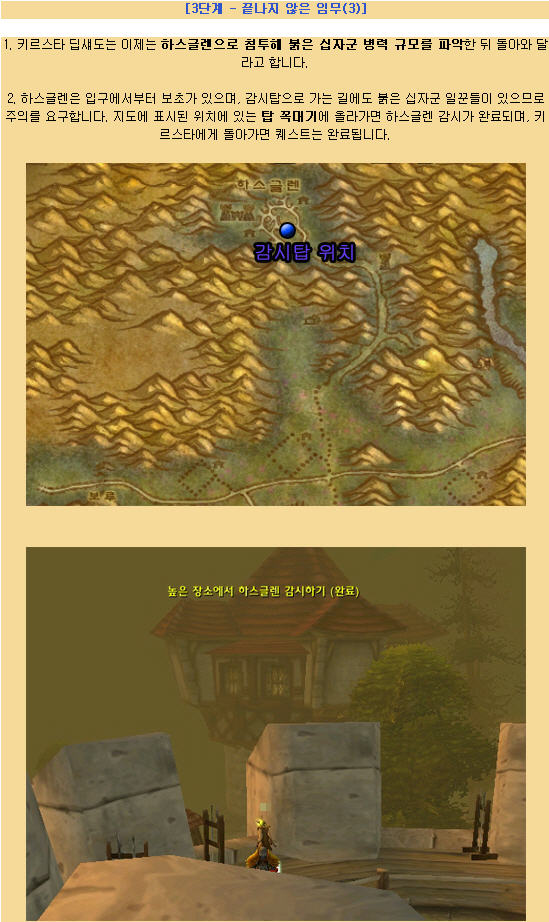 [3단계 - 끝나지 않은 임무(3)]
1. 키르스타 딥섀도는 이제는 하스글렌으로 침투해 붉은 십자군 병력 규모를 파악한 뒤 돌아와 달
라고 합니다.
2. 하스글렌은 입구에서부터 보초가 있으며, 감시탑으로 가는 길에도 붉은 십자군 일꾼들이 있으므로
주의를 요구합니다. 지도에 표시된 위치에 있는 탑 꼭대기에 올라가면 하스글렌 감시가 완료되며, 키
르스타에게 돌아가면 퀘스트는 완료됩니다.
하스글렌
감시탑 위치
높은 장소에서 하스글렌 감시하기 (완료)